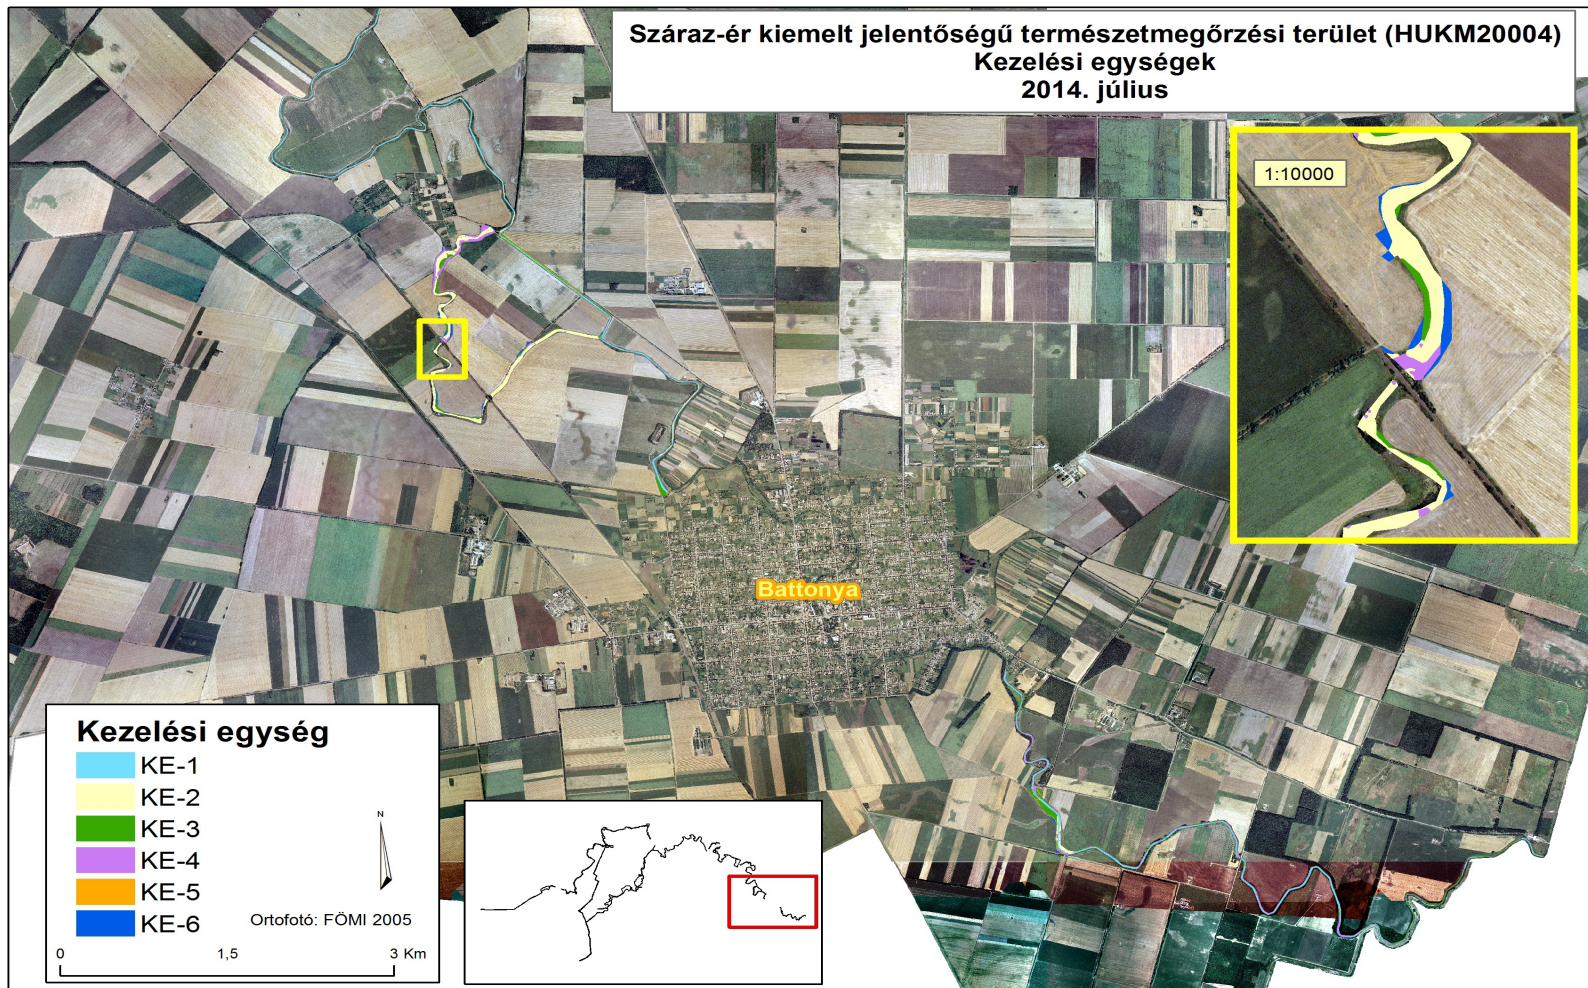 Száraz-ér kiemelt jelentőségű természetmegőrzési terület (HUKM20004)
Kezelési egységek
2014. július
1:10000
Battonya
Kezelési egység
KE-1
KE-2
KE-3
KE-4
KE-5
KE-6
N
Ortofotó: FÖMI 2005
0 1,5 3 Km